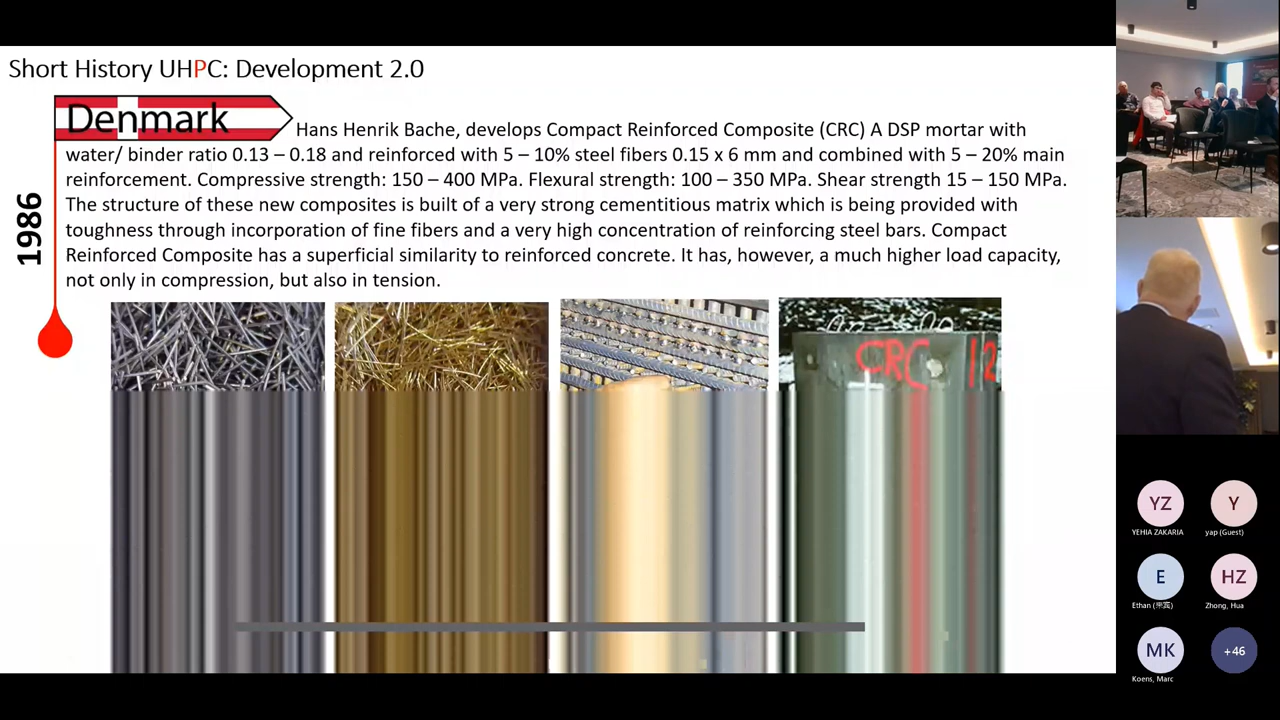 Short History UHPC: Development 2.0
Denmark
Hans Henrik Bache, develops Compact Reinforced Composite (CRC) A DSP mortar with
water/ binder ratio 0.13 – 0.18 and reinforced with 5 – 10% steel fibers 0.15 x 6 mm and combined with 5 – 20% main
reinforcement. Compressive strength: 150 – 400 MPa. Flexural strength: 100 – 350 MPa. Shear strength 15 – 150 MPa.
The structure of these new composites is built of a very strong cementitious matrix which is being provided with
toughness through incorporation of fine fibers and a very high concentration of reinforcing steel bars. Compact
Reinforced Composite has a superficial similarity to reinforced concrete. It has, however, a much higher load capacity,
not only in compression, but also in tension.
1986
CRC 12
YZ
YEHIA ZAKARIA
Y
yap (Guest)
E
Ethan
HZ
Zhong, Hua
MK
Koens, Marc
+46